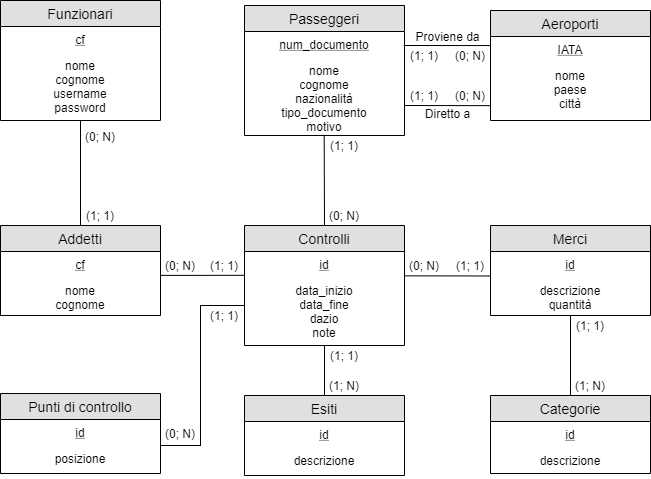 Funzionari
cf
nome
cognome
username
password
(0; N)
(1; 1)
Passeggeri
num_documento
nome
cognome
nazionalità
tipo_documento
motivo
Proviene da
(1; 1)
(0; N)
(1; 1)
(0; N)
Diretto a
Aeroporti
IATA
nome
paese
città
(1; 1)
(0; N)
Addetti
cf
nome
cognome
(0; N)
(1; 1)
(1; 1)
Controlli
id
data_inizio
data_fine
dazio
note
(0; N)
(1; 1)
Merci
id
descrizione
quantità
(1; 1)
(1; N)
(1; 1)
(1; N)
Punti di controllo
id
posizione
(0; N)
Esiti
id
descrizione
Categorie
id
descrizione